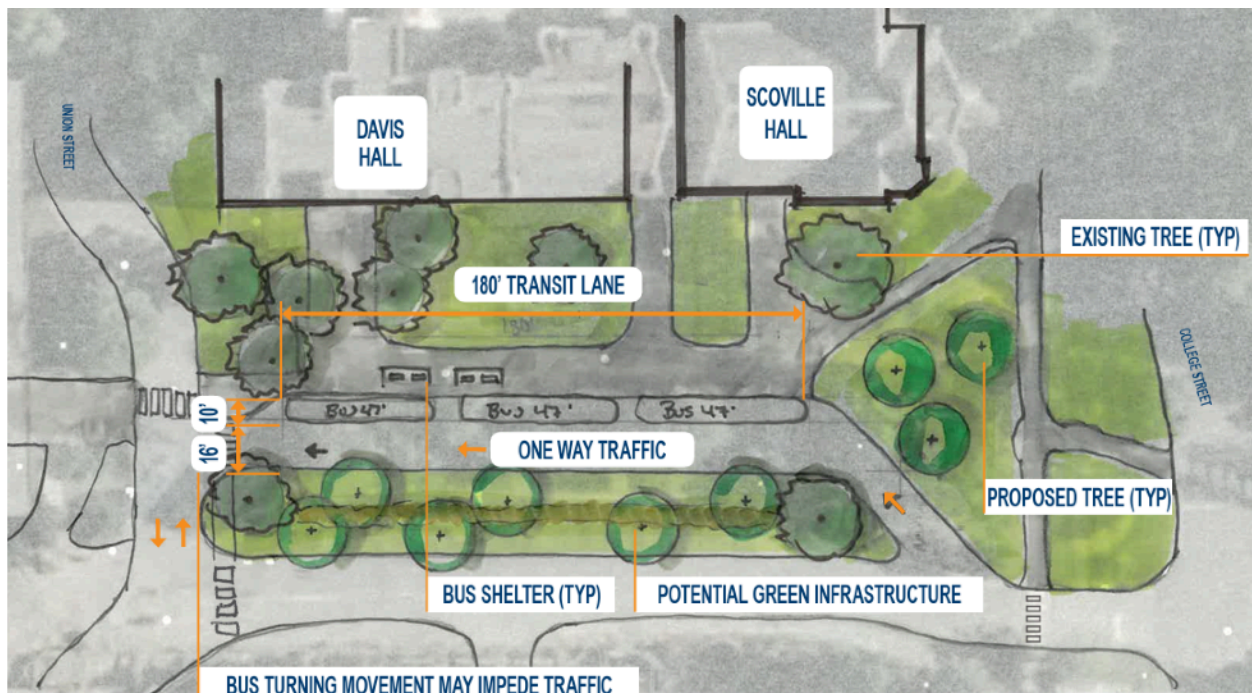 UNION STREET
DAVIS
HALL
SCOVILLE
HALL
EXISTING TREE (TYP)
180' TRANSIT LANE
180'
COLLEGE STREET
10'
BUS 47'
BUS 47'
BUS 47'
16'
ONE WAY TRAFFIC
PROPOSED TREE (TYP)
BUS SHELTER (TYP)
POTENTIAL GREEN INFRASTRUCTURE
BUS TURNING MOVEMENT MAY IMPEDE TRAFFIC